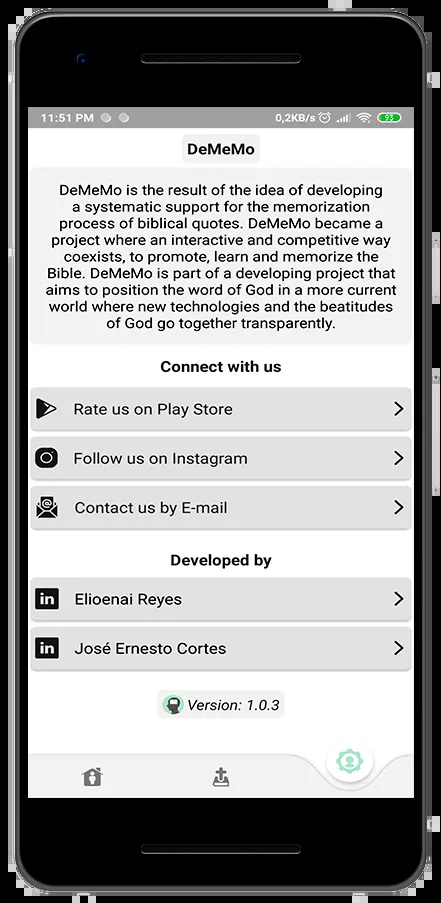 11:51 PM 0,2KB/s 93
DeMeMo
DeMeMo is the result of the idea of developing
a systematic support for the memorization
process of biblical quotes. DeMeMo became a
project where an interactive and competitive way
coexists, to promote, learn and memorize the
Bible. DeMeMo is part of a developing project that
aims to position the word of God in a more current
world where new technologies and the beatitudes
of God go together transparently.
Connect with us
Rate us on Play Store
Follow us on Instagram
Contact us by E-mail
Developed by
in Elioenai Reyes
in José Ernesto Cortes
Version: 1.0.3